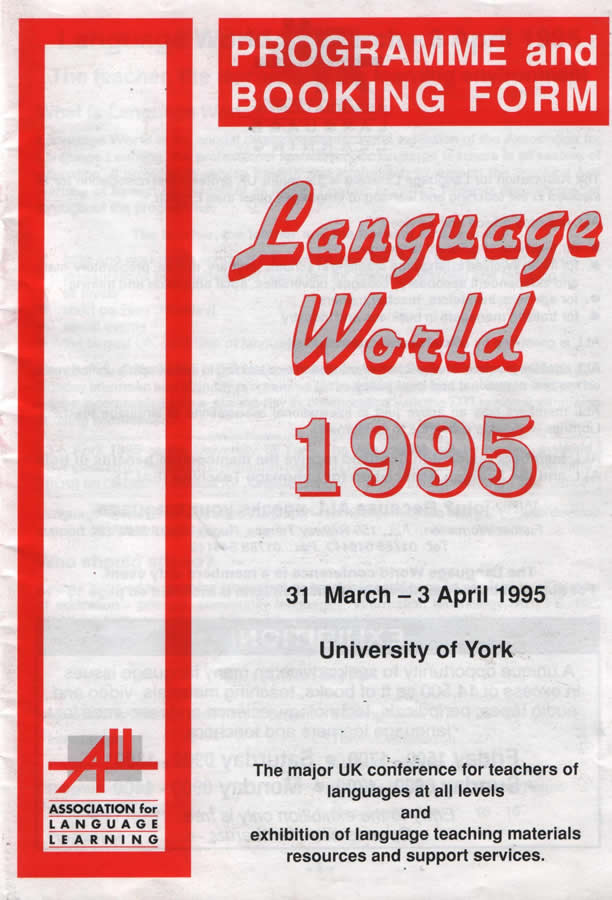 PROGRAMME and
BOOKING FORM
Language
World
1995
31 March – 3 April 1995
University of York
The major UK conference for teachers of
languages at all levels
and
exhibition of language teaching materials
resources and support services.
ALL
ASSOCIATION for
LANGUAGE
LEARNING